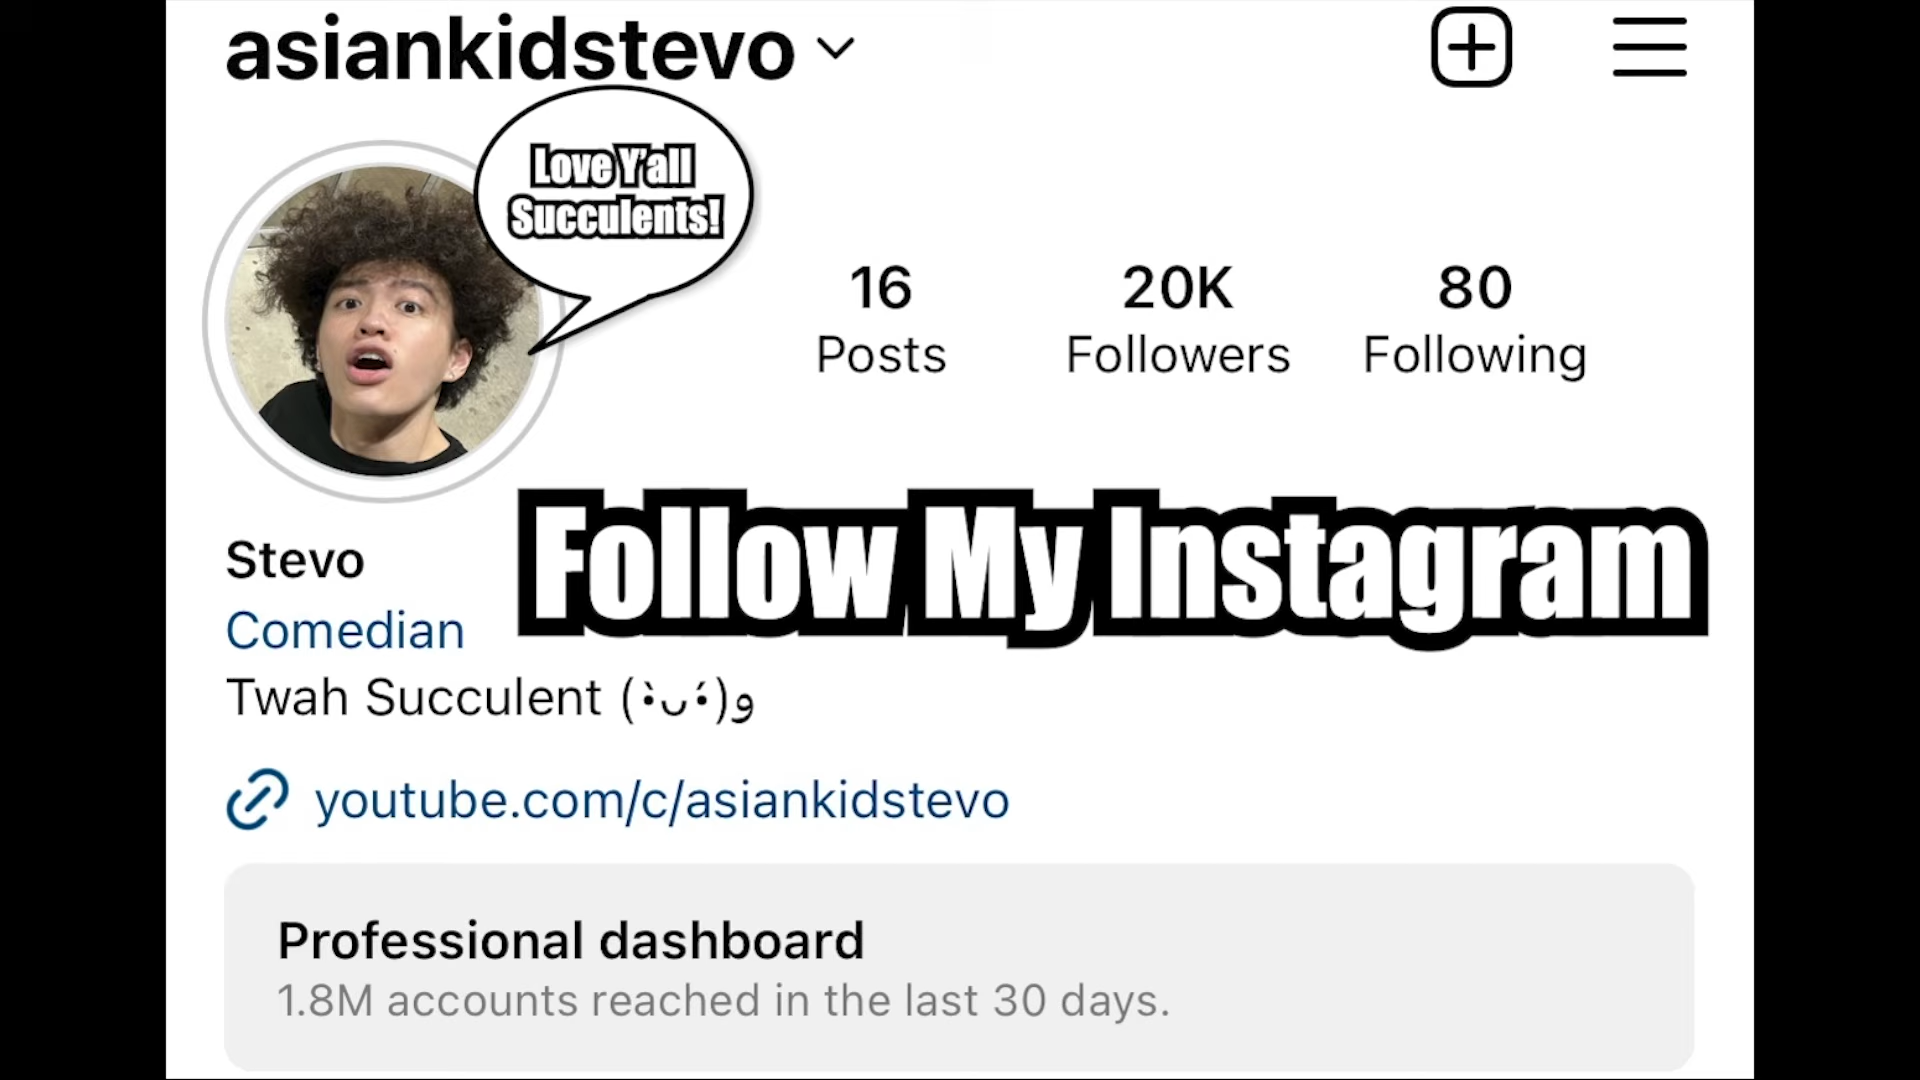 asiankidstevo
Love Y'all
Succulents!
16
Posts
20K
Followers
80
Following
Follow My Instagram
Stevo
Comedian
Twah Succulent (•̀ᴗ•́)و
youtube.com/c/asiankidstevo
Professional dashboard
1.8M accounts reached in the last 30 days.